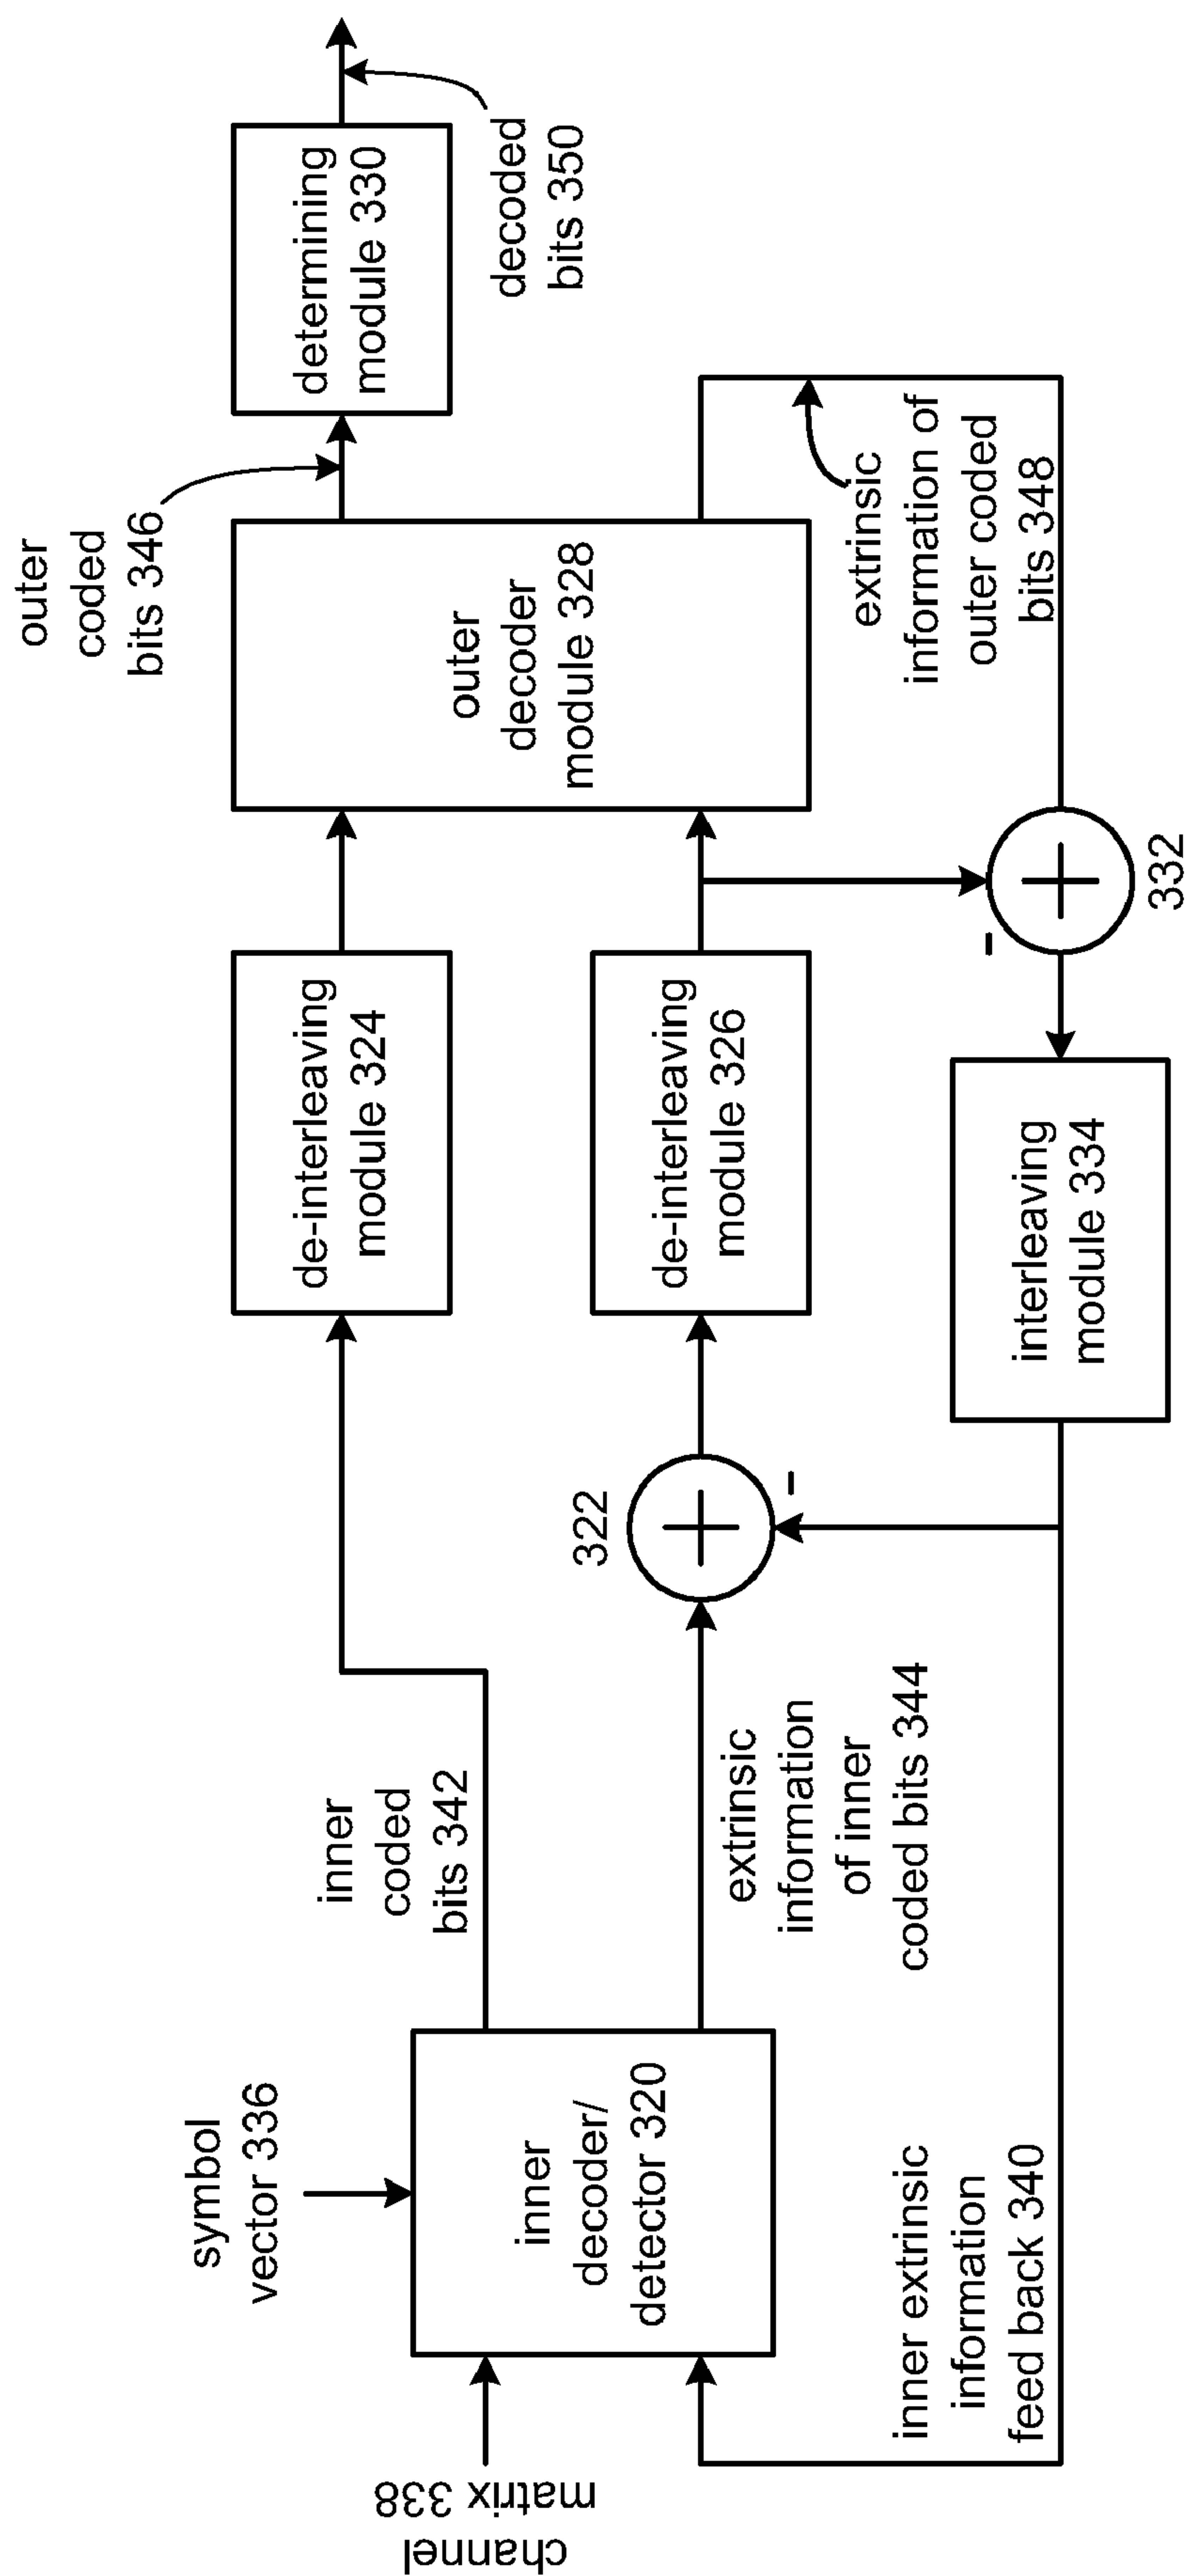 symbol
vector 336
channel
matrix 338
inner
decoder/
detector 320
inner extrinsic
information
feed back 340
inner
coded
bits 342
extrinsic
information
of inner
coded bits 344
322
-
de-interleaving
module 324
de-interleaving
module 326
interleaving
module 334
-
332
outer
decoder
module 328
outer
coded
bits 346
extrinsic
information of
outer coded
bits 348
determining
module 330
decoded
bits 350